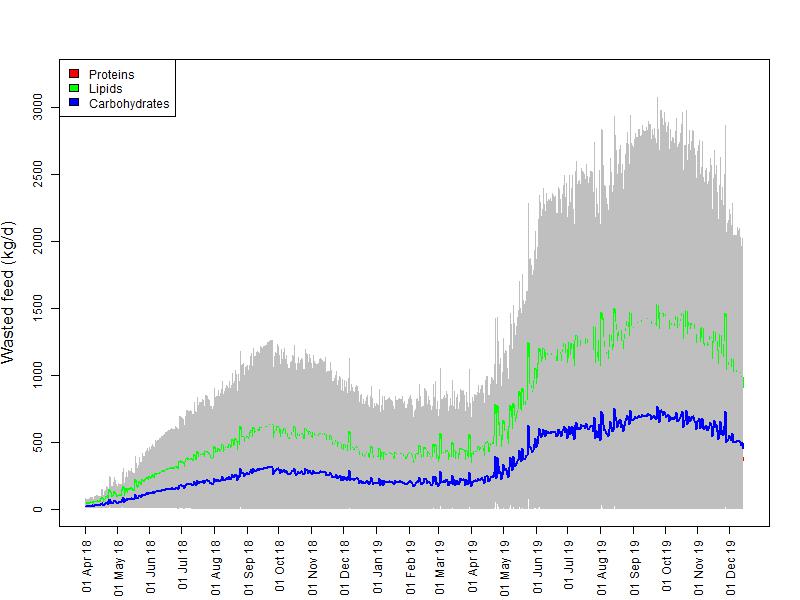 Proteins
Lipids
Carbohydrates
Wasted feed (kg/d)
3000
2500
2000
1500
1000
500
0
01 Apr 18
01 May 18
01 Jun 18
01 Jul 18
01 Aug 18
01 Sep 18
01 Oct 18
01 Nov 18
01 Dec 18
01 Jan 19
01 Feb 19
01 Mar 19
01 Apr 19
01 May 19
01 Jun 19
01 Jul 19
01 Aug 19
01 Sep 19
01 Oct 19
01 Nov 19
01 Dec 19